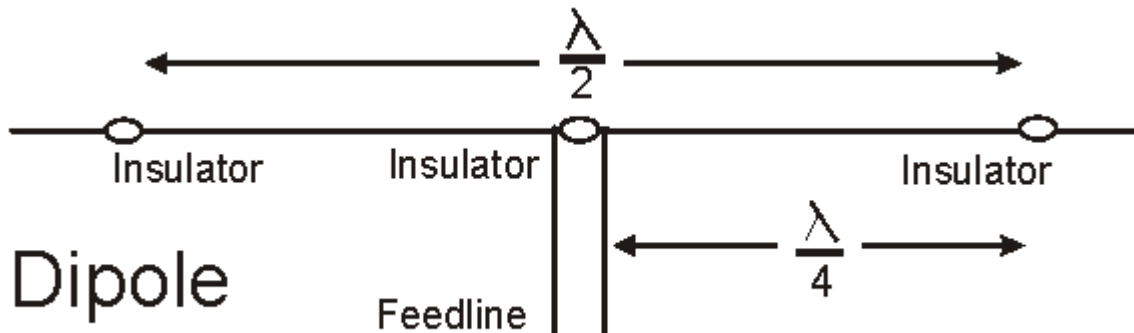 λ
2
Insulator
Insulator
Insulator
λ
4
Dipole
Feedline